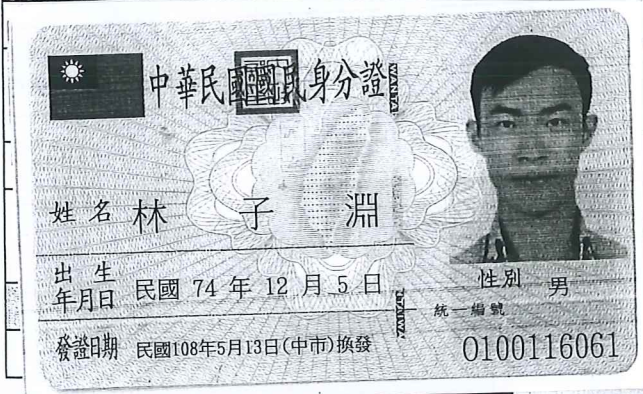 中華民國國民身分證
姓名 林子淵
出生年月日 民國 74 年 12 月 5 日
性別 男
統一編號
0100116061
發證日期 民國108年5月13日(中市)換發